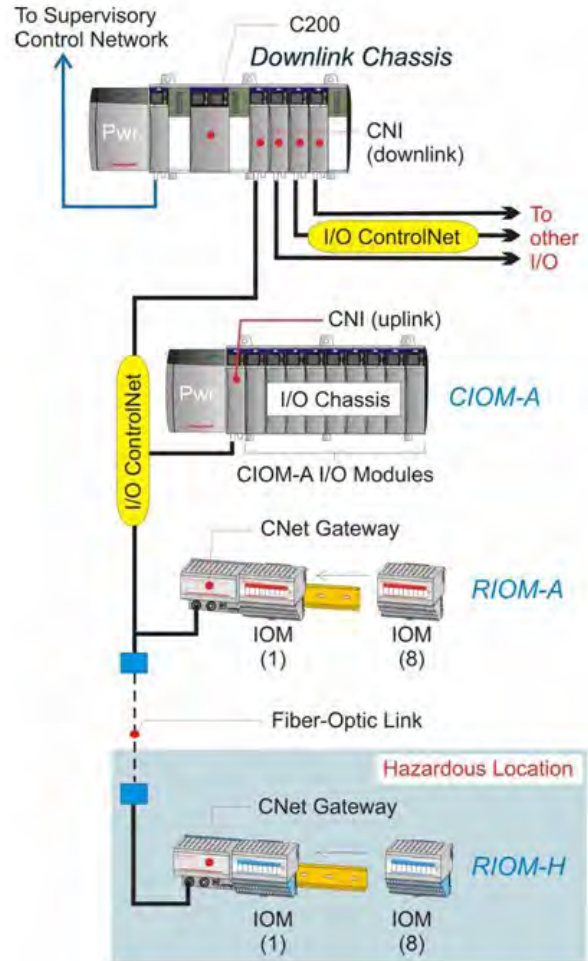 To Supervisory
Control Network
C200
Downlink Chassis
Pwr
CNI
(downlink)
To
I/O ControlNet
other
I/O
CNI (uplink)
Pwr
I/O Chassis
CIOM-A
I/O ControlNet
CIOM-A I/O Modules
CNet Gateway
RIOM-A
IOM
(1)
IOM
(8)
Fiber-Optic Link
Hazardous Location
CNet Gateway
RIOM-H
IOM
(1)
IOM
(8)